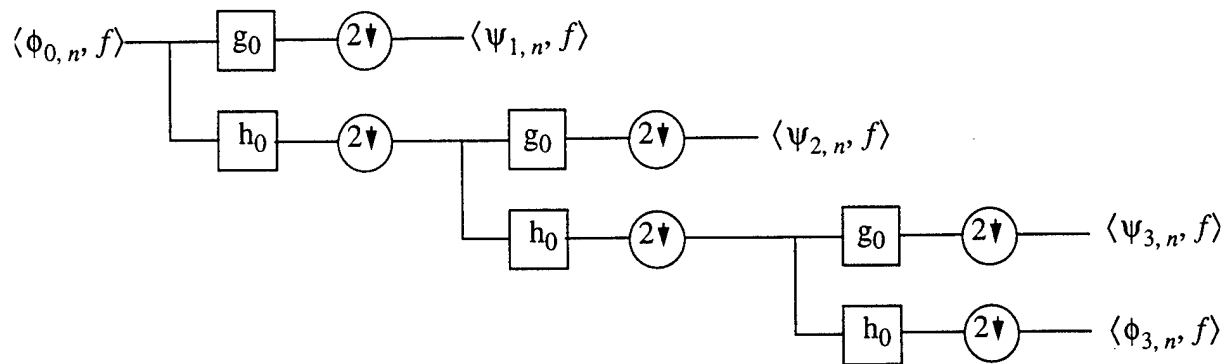 ⟨ϕ0, n, f⟩ g0 2 ⟨ψ1, n, f⟩
h0 2 g0 2 ⟨ψ2, n, f⟩
h0 2 g0 2 ⟨ψ3, n, f⟩
h0 2 ⟨ϕ3, n, f⟩